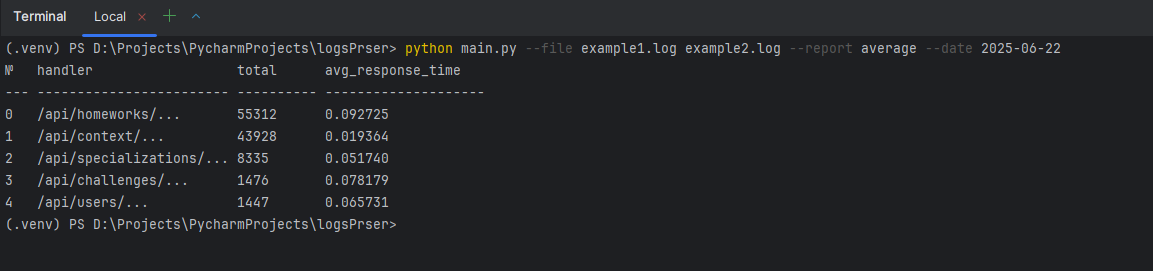 Terminal Local
(.venv) PS D:\Projects\PycharmProjects\logsPrser> python main.py --file example1.log example2.log --report average --date 2025-06-22
№   handler                  total      avg_response_time
--- ------------------------ ---------- --------------------
0   /api/homeworks/...       55312      0.092725
1   /api/context/...         43928      0.019364
2   /api/specializations/... 8335       0.051740
3   /api/challenges/...      1476       0.078179
4   /api/users/...           1447       0.065731
(.venv) PS D:\Projects\PycharmProjects\logsPrser>